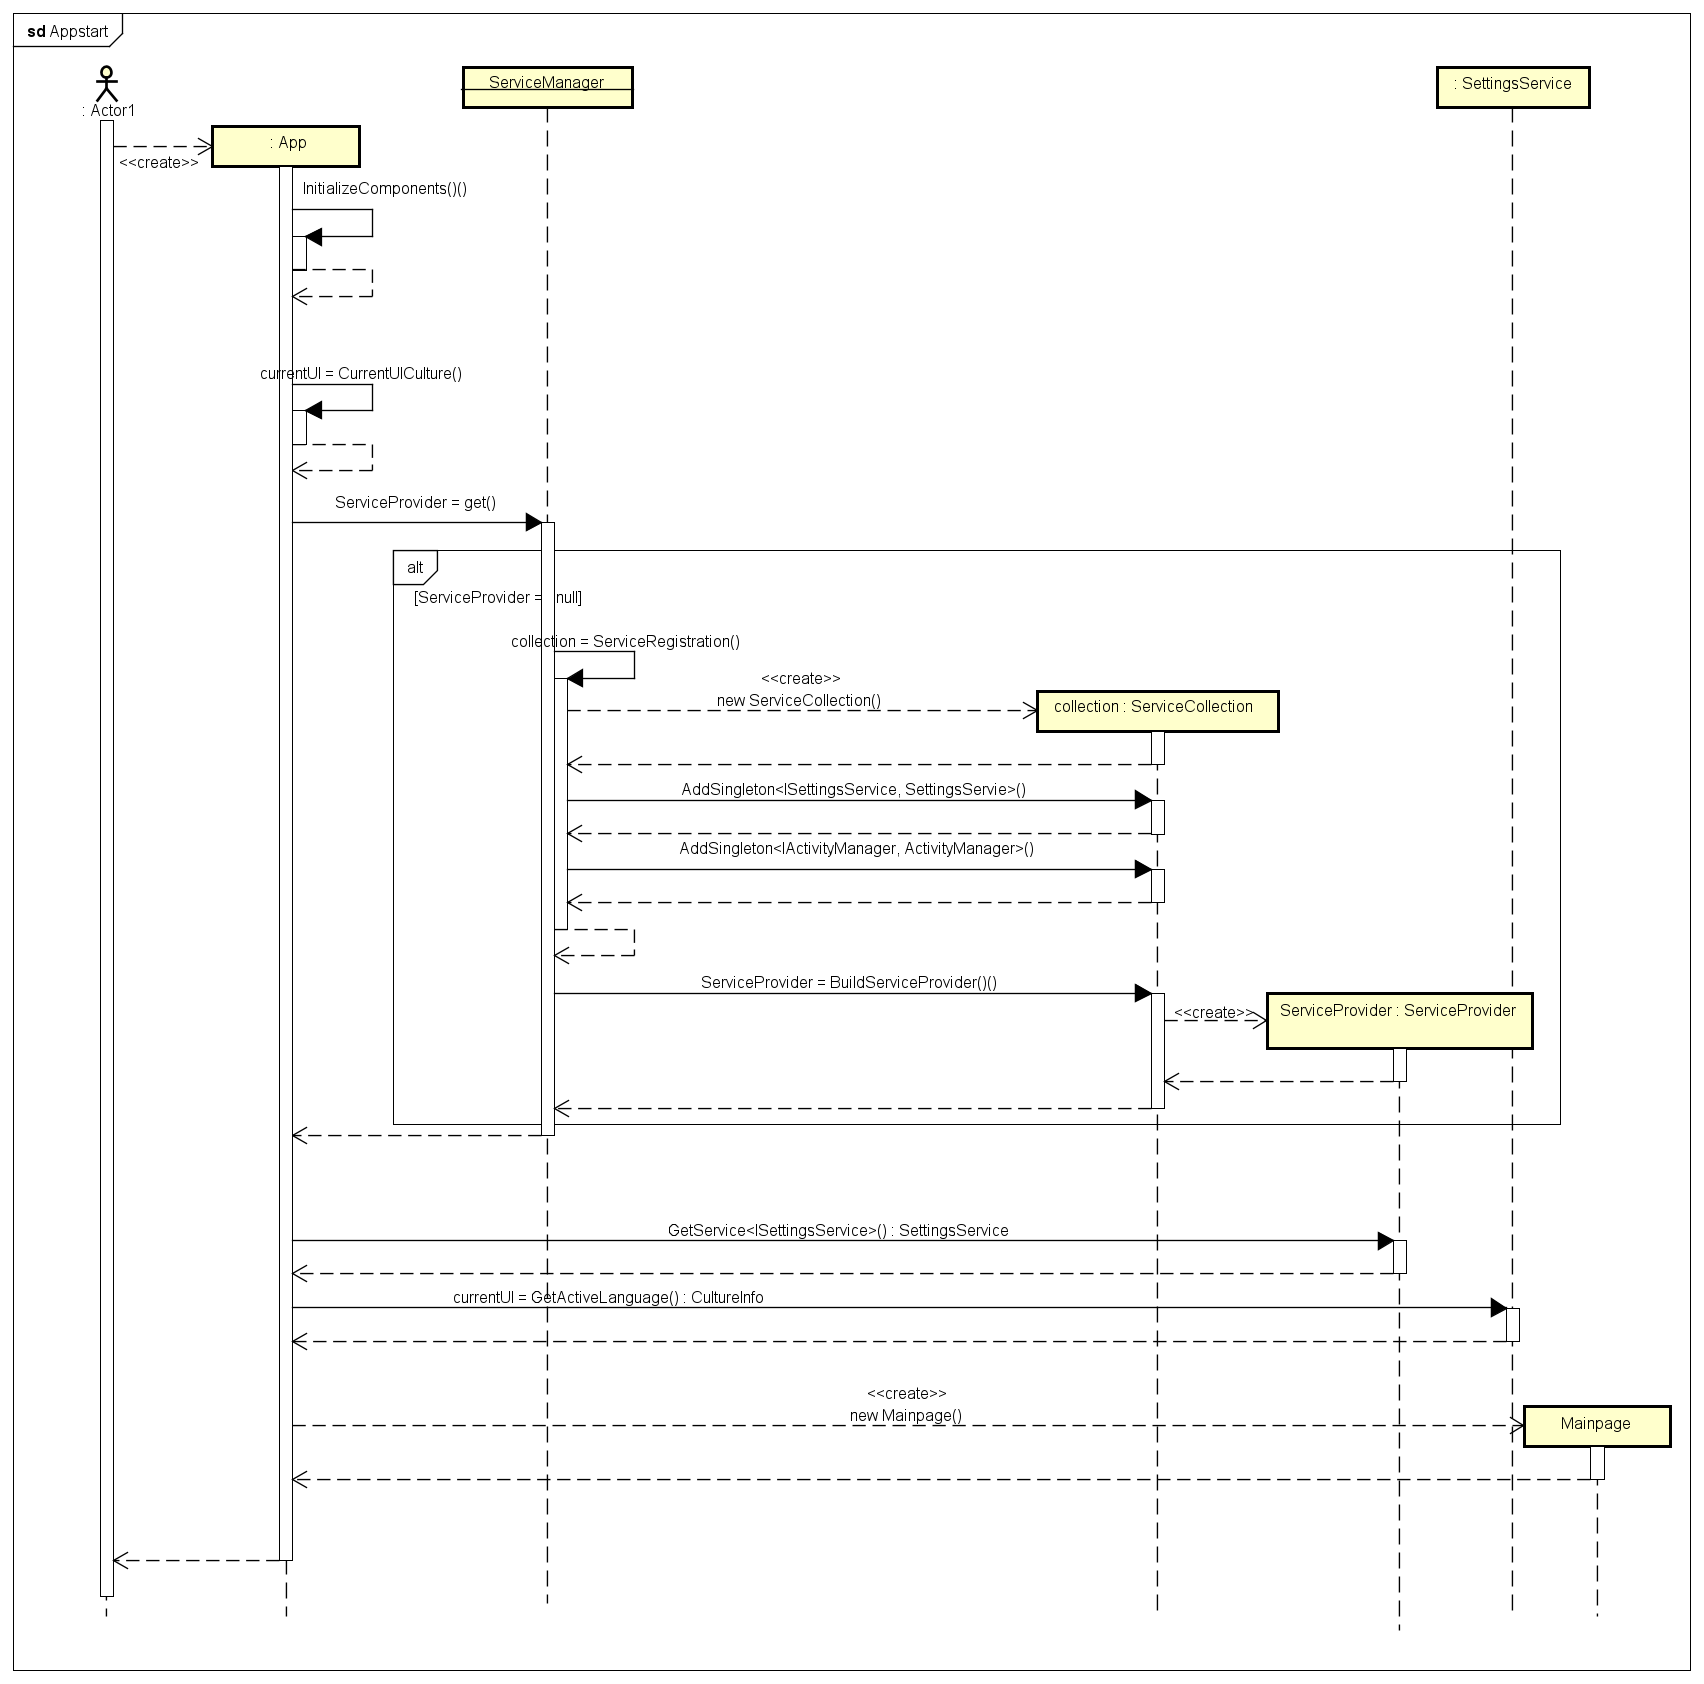 sd Appstart
: Actor1
ServiceManager
: SettingsService
<<create>>
: App
InitializeComponents()()
currentUI = CurrentUICulture()
ServiceProvider = get()
alt
[ServiceProvider = null]
collection = ServiceRegistration()
<<create>>
new ServiceCollection()
collection : ServiceCollection
AddSingleton<ISettingsService, SettingsServie>()
AddSingleton<IActivityManager, ActivityManager>()
ServiceProvider = BuildServiceProvider()()
<<create>>
ServiceProvider : ServiceProvider
GetService<ISettingsService>() : SettingsService
currentUI = GetActiveLanguage() : CultureInfo
<<create>>
new Mainpage()
Mainpage